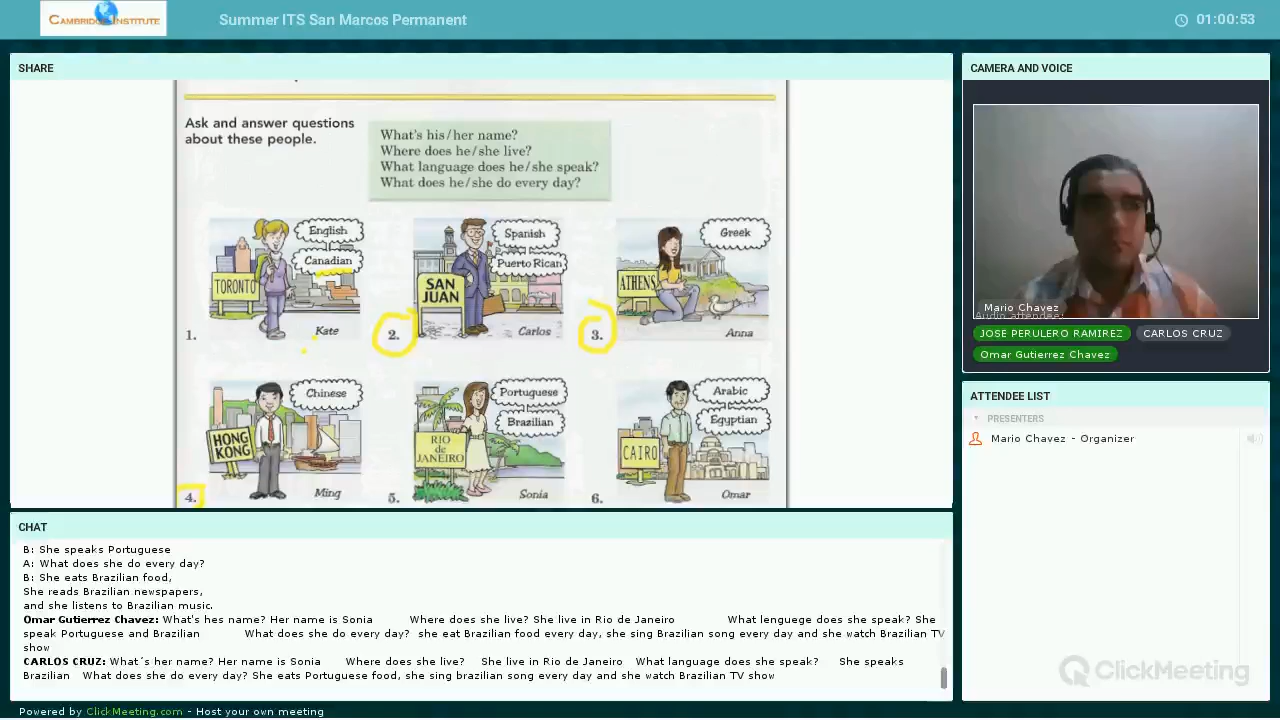 CAMBRIDGE INSTITUTE
Summer ITS San Marcos Permanent
01:00:53
SHARE
Ask and answer questions
about these people.
What's his/her name?
Where does he/she live?
What language does he/she speak?
What does he/she do every day?
English
Canadian
TORONTO
1.
Kate
Spanish
Puerto Rican
SAN
JUAN
2.
Carlos
Greek
ATHENS
3.
Anna
Chinese
HONG
KONG
4.
Ming
Portuguese
Brazilian
RIO
de
JANEIRO
5.
Sonia
Arabic
Egyptian
CAIRO
6.
Omar
CAMERA AND VOICE
Mario Chavez
Audio attendee:
JOSE PERULERO RAMIREZ
CARLOS CRUZ
Omar Gutierrez Chavez
ATTENDEE LIST
PRESENTERS
Mario Chavez - Organizer
CHAT
B: She speaks Portuguese
A: What does she do every day?
B: She eats Brazilian food,
She reads Brazilian newspapers,
and she listens to Brazilian music.
Omar Gutierrez Chavez: What's hes name? Her name is Sonia Where does she live? She live in Rio de Janeiro What lenguege does she speak? She
speak Portuguese and Brazilian What does she do every day? she eat Brazilian food every day, she sing Brazilian song every day and she watch Brazilian TV
show
CARLOS CRUZ: What´s her name? Her name is Sonia Where does she live? She live in Rio de Janeiro What language does she speak? She speaks
Brazilian What does she do every day? She eats Portuguese food, she sing brazilian song every day and she watch Brazilian TV show
ClickMeeting
Powered by ClickMeeting.com - Host your own meeting